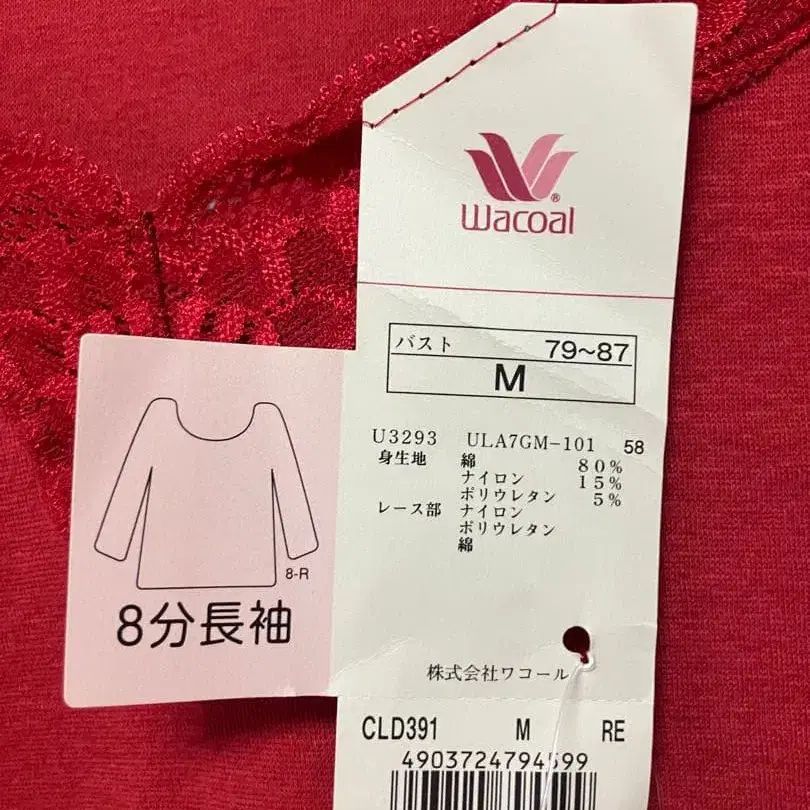 Wacoal®
バスト 79~87
M
U3293 ULA7GM-101 58
身生地 綿 80%
ナイロン 15%
ポリウレタン 5%
レース部 ナイロン
ポリウレタン
綿
8-R
8分長袖
株式会社ワコール
CLD391 M RE
4903724794599